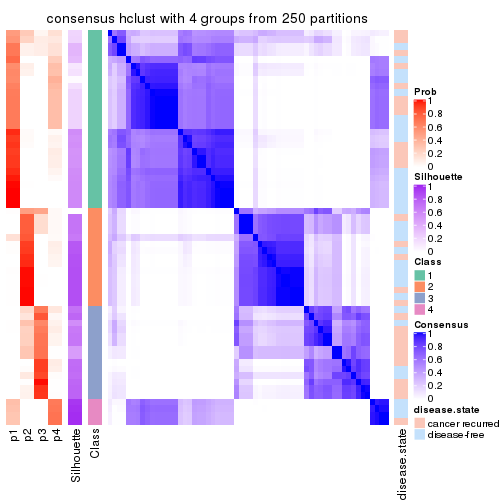 consensus hclust with 4 groups from 250 partitions
Prob
1
0.8
0.6
0.4
0.2
0
Silhouette
1
0.8
0.6
0.4
0.2
0
Class
1
2
3
4
Consensus
1
0.8
0.6
0.4
0.2
0
disease.state
cancer recurred
disease-free
p1
p2
p3
p4
Silhouette
Class
disease.state